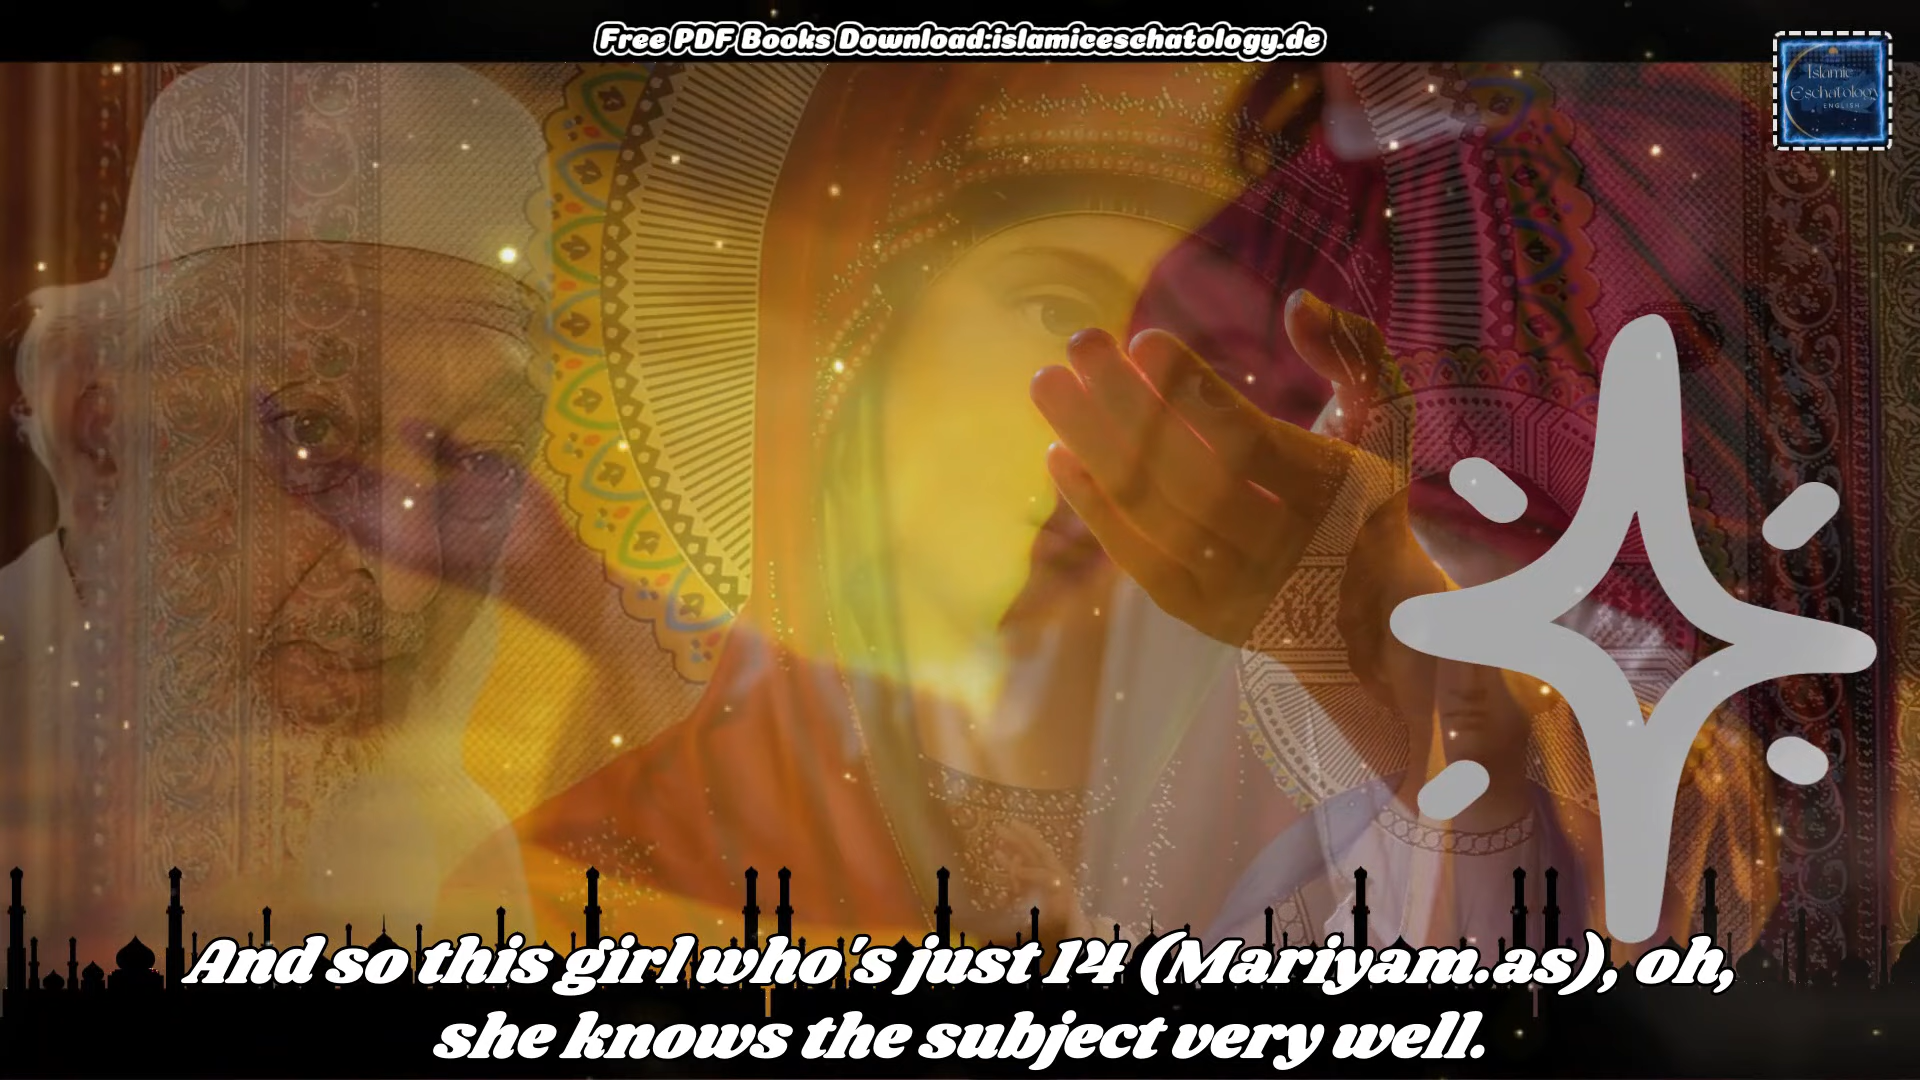 Free PDF Books Download:islamiceschatology.de
Islamic
Eschatology
ENGLISH
And so this girl who's just 14 (Mariyam.as), oh,
she knows the subject very well.